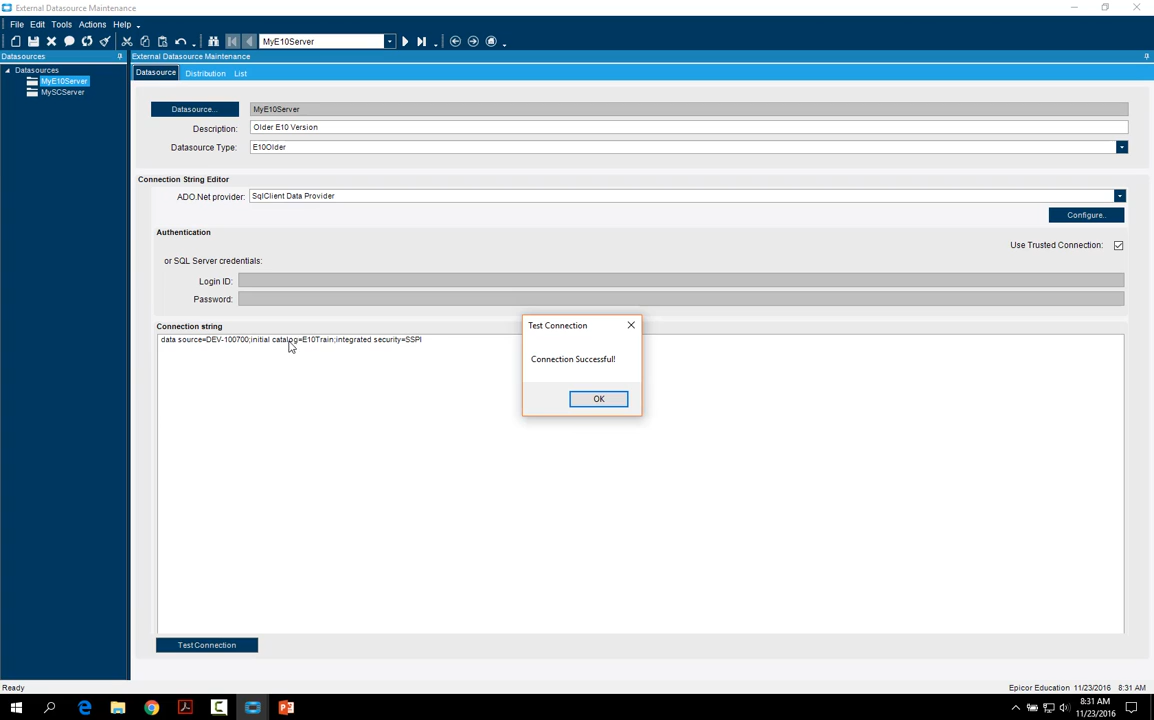 External Datasource Maintenance
File Edit Tools Actions Help
MyE10Server
Datasources
External Datasource Maintenance
Datasources
MyE10Server
MySCServer
Datasource Distribution List
Datasource... MyE10Server
Description: Older E10 Version
Datasource Type: E10Older
Connection String Editor
ADO.Net provider: SqlClient Data Provider
Configure..
Authentication
Use Trusted Connection:
or SQL Server credentials:
Login ID:
Password:
Connection string
data source=DEV-100700;initial catalog=E10Train;integrated security=SSPI
Test Connection
Connection Successful!
OK
Test Connection
Ready
Epicor Education 11/23/2016 8:31 AM
8:31 AM
11/23/2016